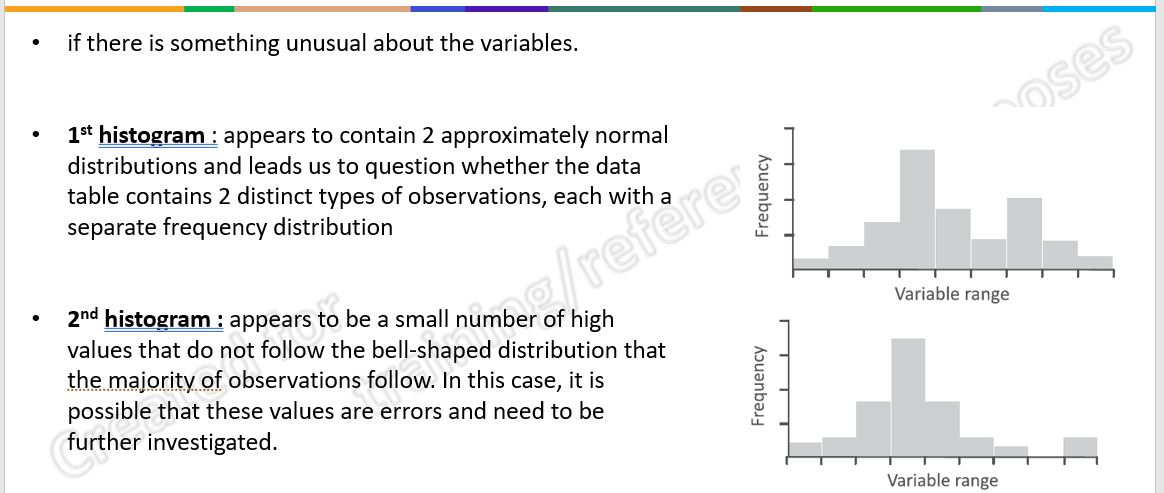 • if there is something unusual about the variables.
• 1st histogram : appears to contain 2 approximately normal
distributions and leads us to question whether the data
table contains 2 distinct types of observations, each with a
separate frequency distribution
Frequency
Variable range
• 2nd histogram : appears to be a small number of high
values that do not follow the bell-shaped distribution that
the majority of observations follow. In this case, it is
possible that these values are errors and need to be
further investigated.
Frequency
Variable range
Created for
training/refere
poses